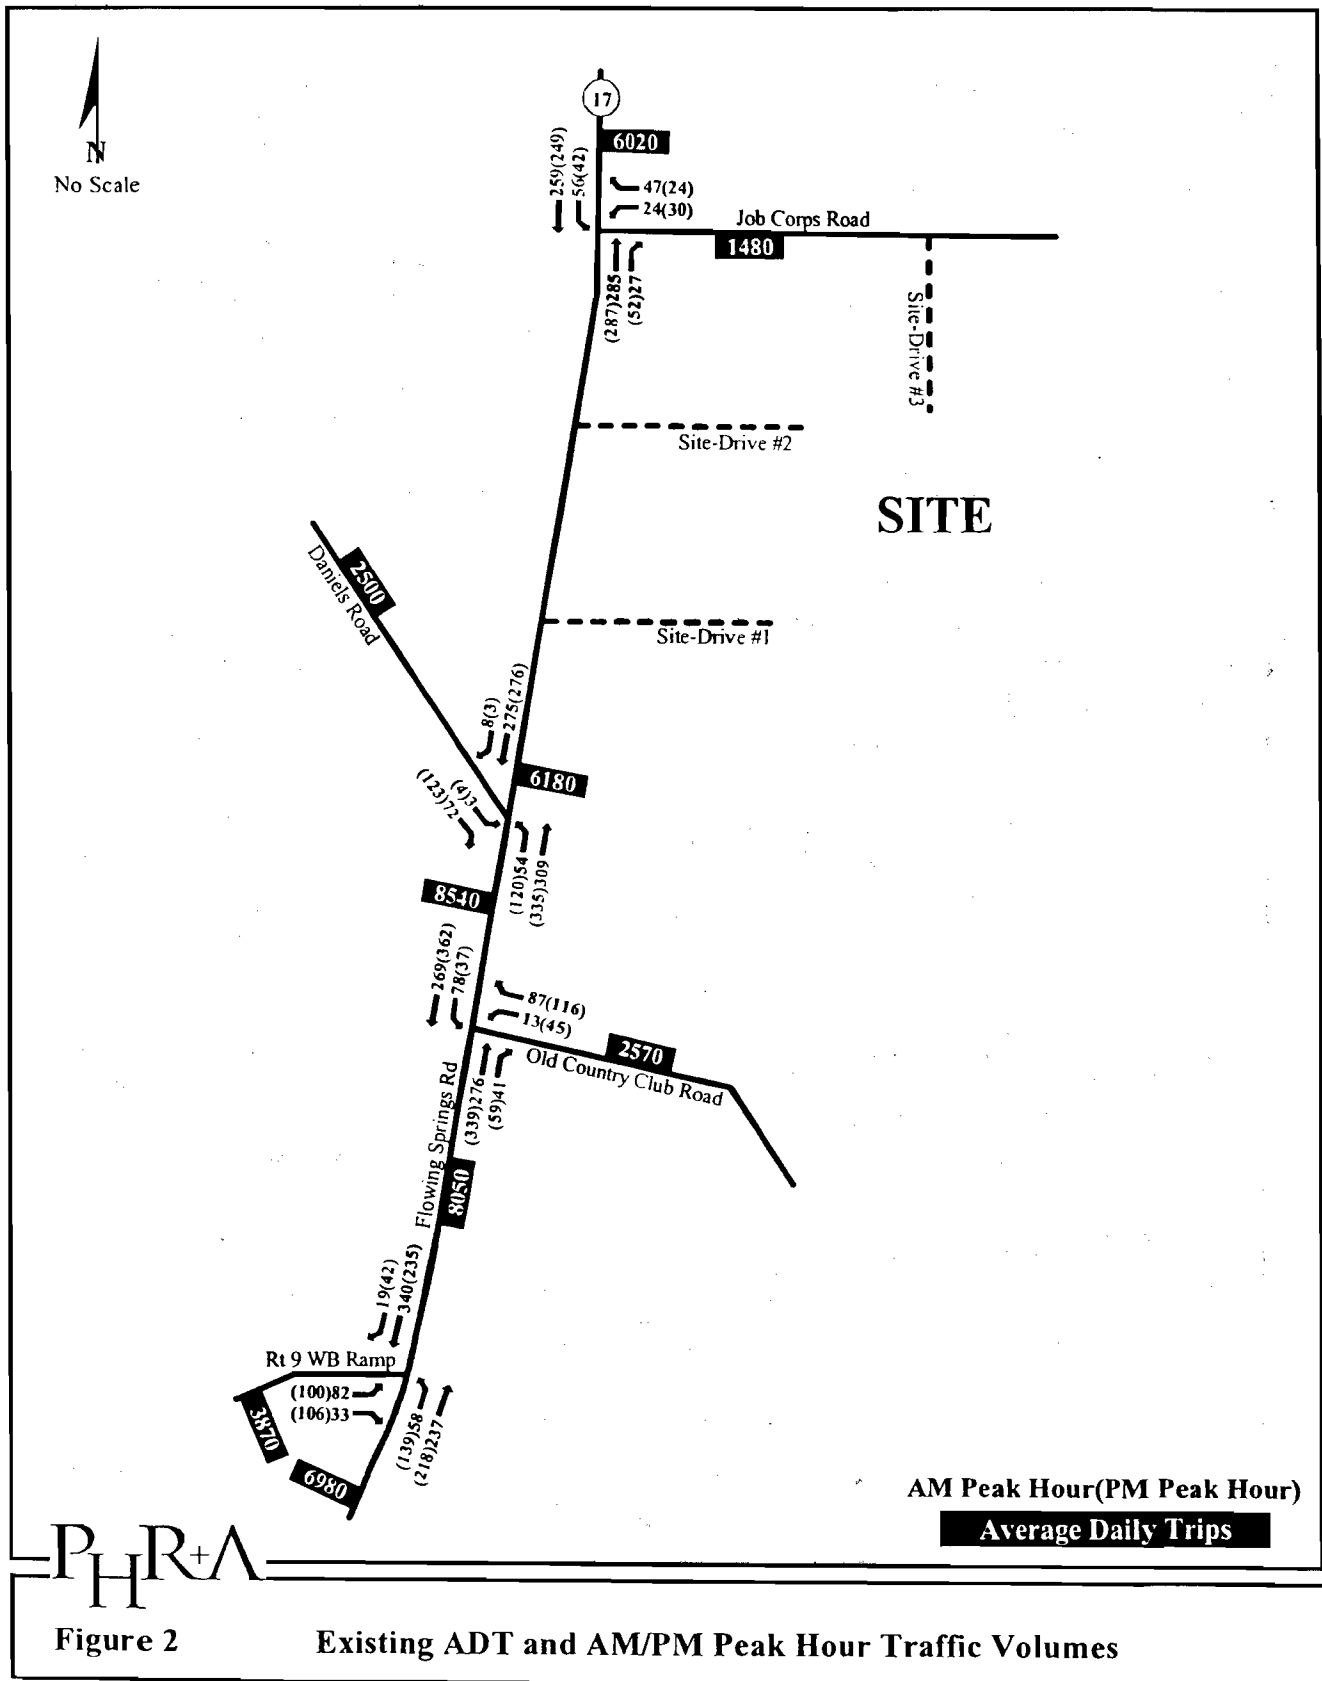 17
6020
N
No Scale
259(249)
56(42)
47(24)
24(30)
Job Corps Road
1480
(287)285
(52)27
Site-Drive #3
Site-Drive #2
SITE
2500
Daniels Road
Site-Drive #1
8(3)
275(276)
6180
(4)3
(123)72
(120)54
(335)309
8540
269(362)
78(37)
87(116)
13(45)
2570
Old Country Club Road
(339)276
(59)41
Flowing Springs Rd
8050
19(42)
340(235)
Rt 9 WB Ramp
(100)82
(106)33
3870
6980
(139)58
(218)237
AM Peak Hour(PM Peak Hour)
Average Daily Trips
PHR+A
Figure 2
Existing ADT and AM/PM Peak Hour Traffic Volumes